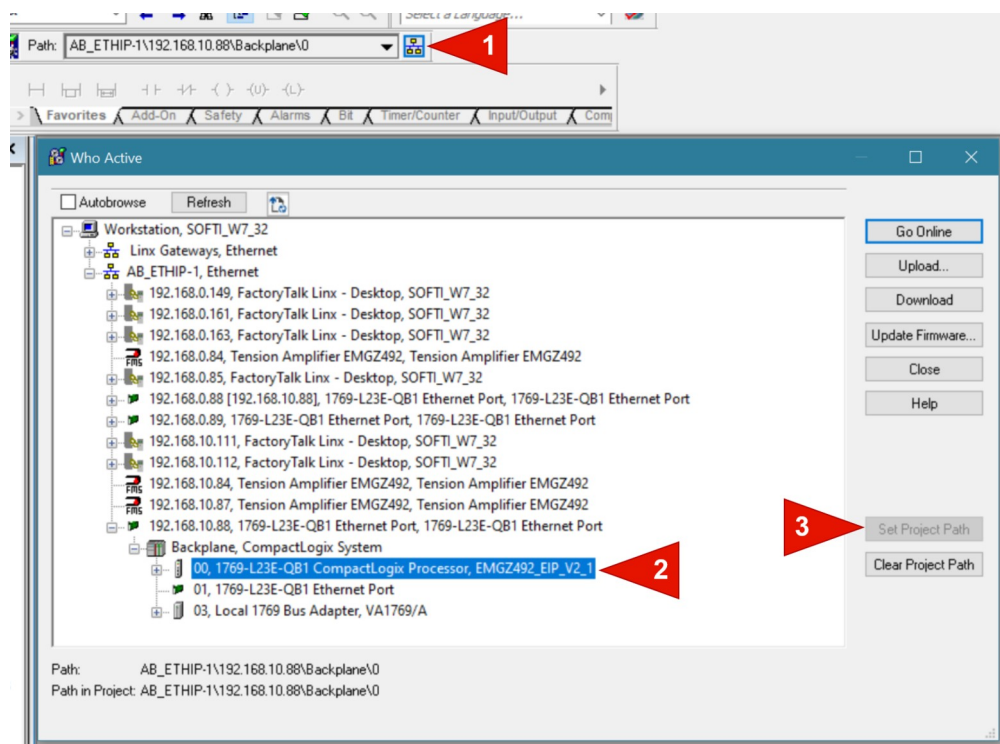 Select a Language...
Path: AB_ETHIP-1\192.168.10.88\Backplane\0
1
Favorites Add-On Safety Alarms Bit Timer/Counter Input/Output
Who Active
Autobrowse Refresh
Workstation, SOFTI_W7_32
Linx Gateways, Ethernet
AB_ETHIP-1, Ethernet
192.168.0.149, FactoryTalk Linx - Desktop, SOFTI_W7_32
192.168.0.161, FactoryTalk Linx - Desktop, SOFTI_W7_32
192.168.0.163, FactoryTalk Linx - Desktop, SOFTI_W7_32
FMS 192.168.0.84, Tension Amplifier EMGZ492, Tension Amplifier EMGZ492
192.168.0.85, FactoryTalk Linx - Desktop, SOFTI_W7_32
192.168.0.88 [192.168.10.88], 1769-L23E-QB1 Ethernet Port, 1769-L23E-QB1 Ethernet Port
192.168.0.89, 1769-L23E-QB1 Ethernet Port, 1769-L23E-QB1 Ethernet Port
192.168.10.111, FactoryTalk Linx - Desktop, SOFTI_W7_32
192.168.10.112, FactoryTalk Linx - Desktop, SOFTI_W7_32
FMS 192.168.10.84, Tension Amplifier EMGZ492, Tension Amplifier EMGZ492
FMS 192.168.10.87, Tension Amplifier EMGZ492, Tension Amplifier EMGZ492
192.168.10.88, 1769-L23E-QB1 Ethernet Port, 1769-L23E-QB1 Ethernet Port
Backplane, CompactLogix System
00, 1769-L23E-QB1 CompactLogix Processor, EMGZ492_EIP_V2_1
2
01, 1769-L23E-QB1 Ethernet Port
03, Local 1769 Bus Adapter, VA1769/A
Go Online
Upload...
Download
Update Firmware...
Close
Help
3
Set Project Path
Clear Project Path
Path: AB_ETHIP-1\192.168.10.88\Backplane\0
Path in Project: AB_ETHIP-1\192.168.10.88\Backplane\0